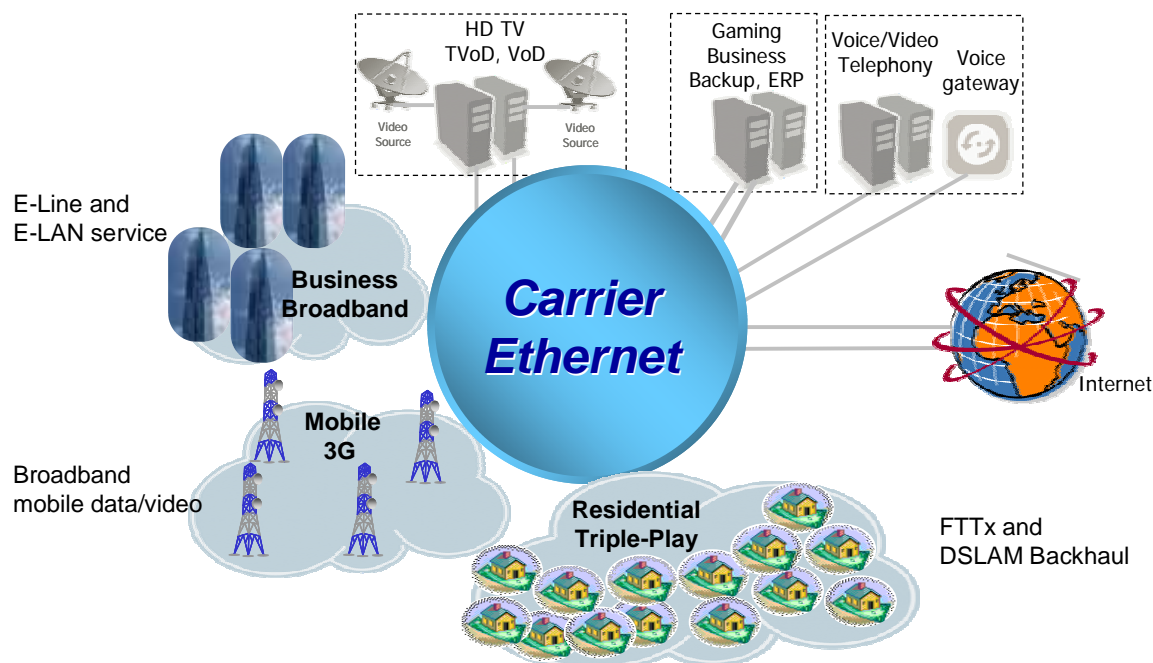 HD TV
TVoD, VoD
Video
Source
Video
Source
Gaming
Business
Backup, ERP
Voice/Video
Telephony
Voice
gateway
E-Line and
E-LAN service
Business
Broadband
Carrier
Ethernet
Internet
Mobile
3G
Broadband
mobile data/video
Residential
Triple-Play
FTTx and
DSLAM Backhaul